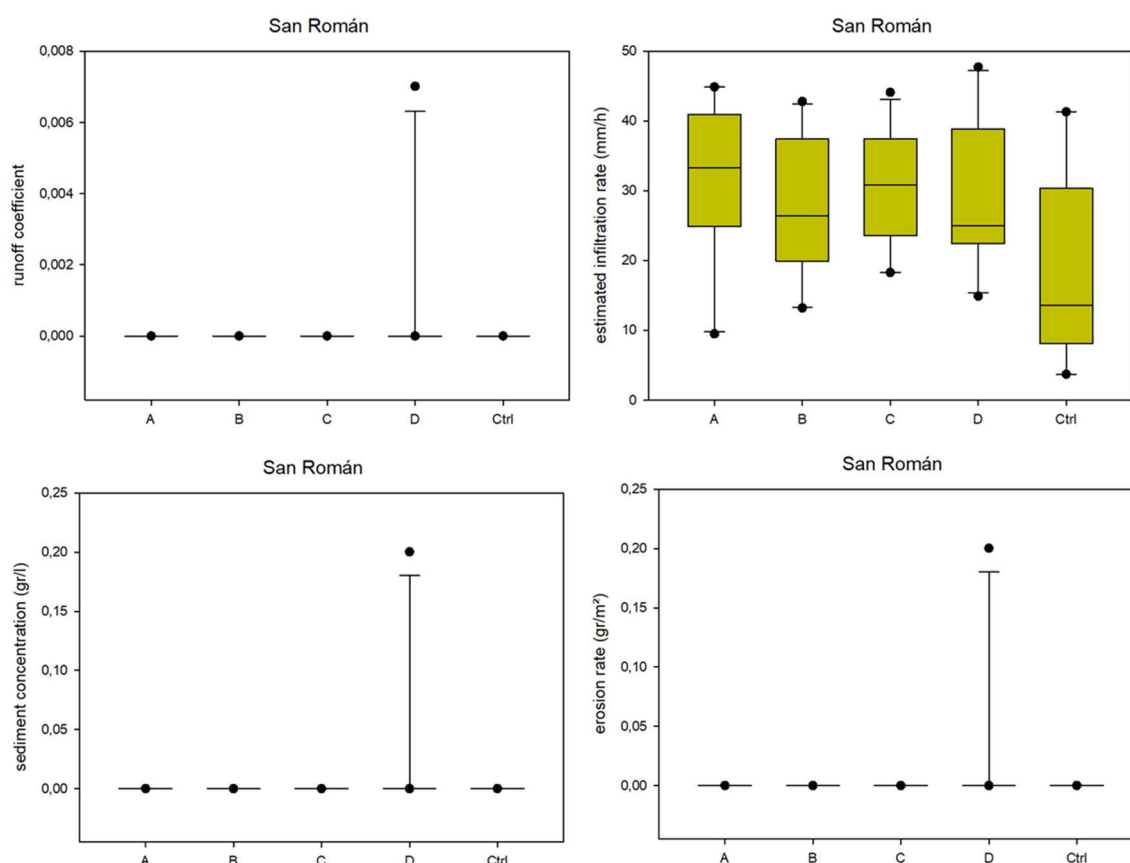 San Román
0,008
0,006
0,004
0,002
0,000
runoff coefficient
A B C D Ctrl
San Román
50
40
30
20
10
0
estimated infiltration rate (mm/h)
A B C D Ctrl
San Román
0,25
0,20
0,15
0,10
0,05
0,00
sediment concentration (gr/l)
A B C D Ctrl
San Román
0,25
0,20
0,15
0,10
0,05
0,00
erosion rate (gr/m²)
A B C D Ctrl